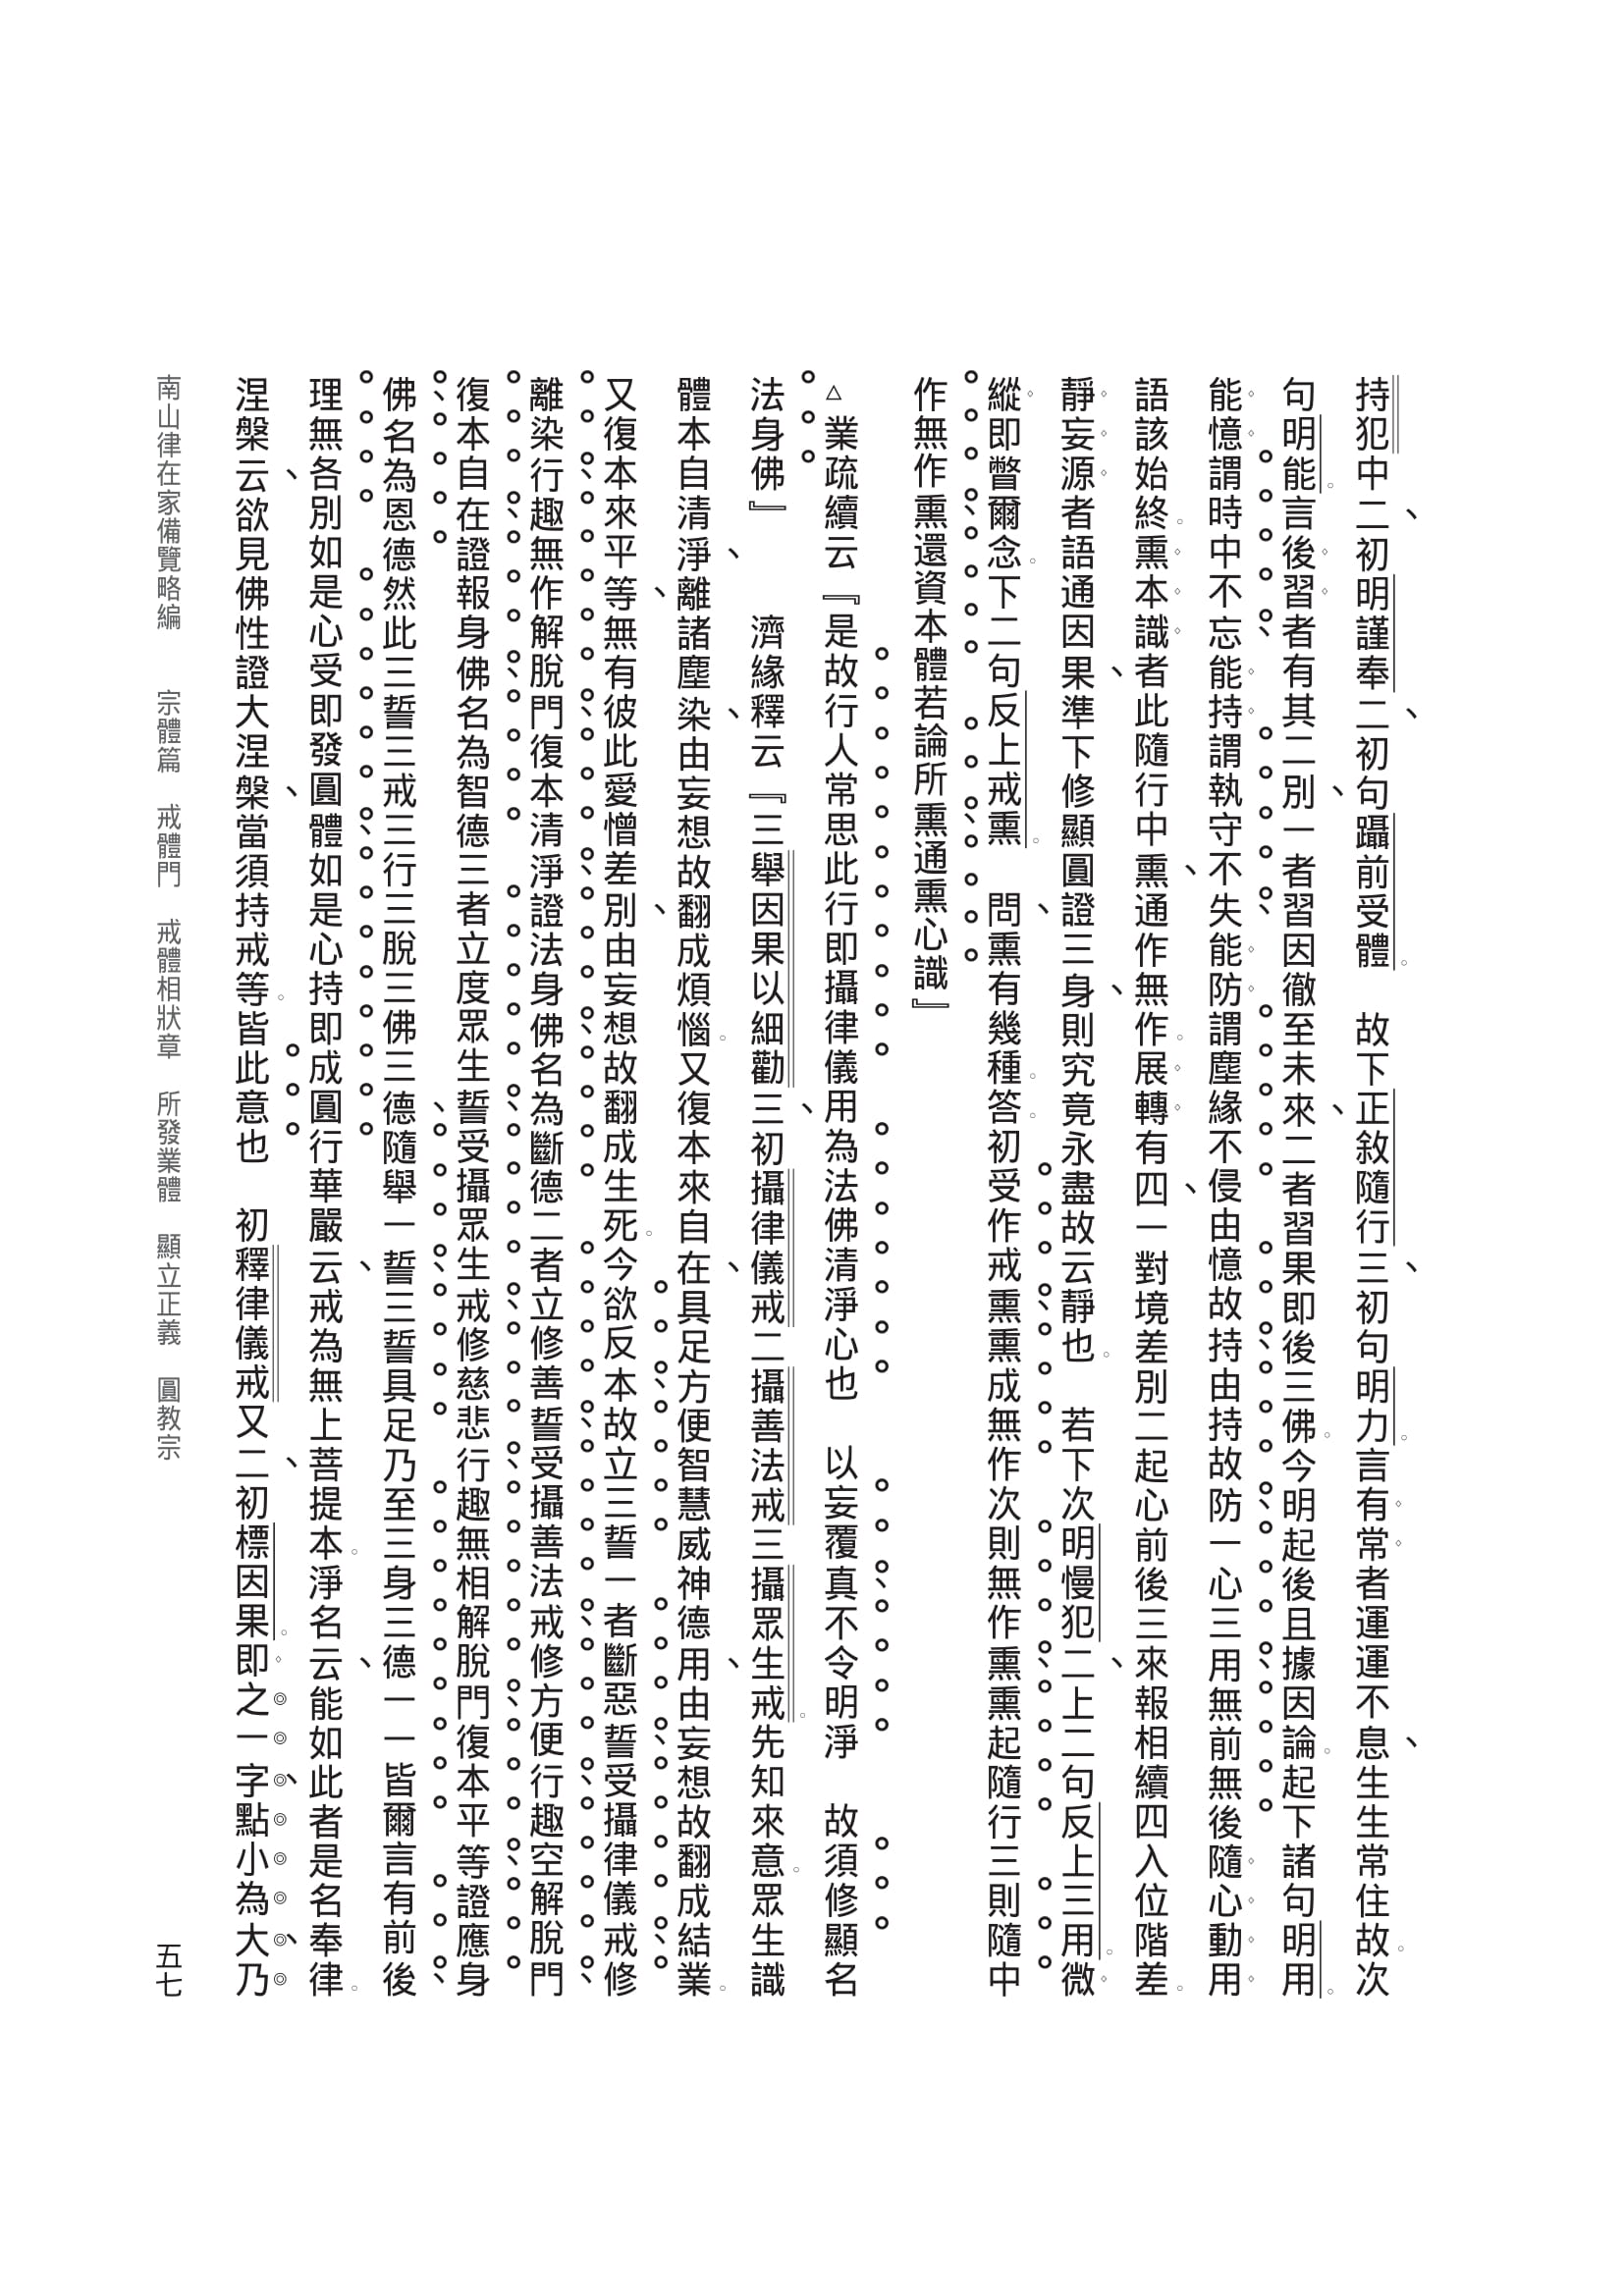 持犯中二初明謹奉二初句躡前受體　故下正敘隨行三初句明力言有常者運運不息生生常住故次
句明能言後習者有其二別一者習因徹至未來二者習果即後三佛今明起後且據因論起下諸句明用
能憶謂時中不忘能持謂執守不失能防謂塵緣不侵由憶故持由持故防一心三用無前無後隨心動用
語該始終熏本識者此隨行中熏通作無作展轉有四一對境差別二起心前後三來報相續四入位階差
靜妄源者語通因果準下修顯圓證三身則究竟永盡故云靜也　若下次明慢犯二上二句反上三用微
縱即瞥爾念下二句反上戒熏　問熏有幾種答初受作戒熏熏成無作次則無作熏熏起隨行三則隨中
作無作熏還資本體若論所熏通熏心識』
△業疏續云『是故行人常思此行即攝律儀用為法佛清淨心也　以妄覆真不令明淨　故須修顯名
法身佛』　濟緣釋云『三舉因果以細勸三初攝律儀戒二攝善法戒三攝眾生戒先知來意眾生識
體本自清淨離諸塵染由妄想故翻成煩惱又復本來自在具足方便智慧威神德用由妄想故翻成結業
又復本來平等無有彼此愛憎差別由妄想故翻成生死今欲反本故立三誓一者斷惡誓受攝律儀戒修
離染行趣無作解脫門復本清淨證法身佛名為斷德二者立修善誓受攝善法戒修方便行趣空解脫門
復本自在證報身佛名為智德三者立度眾生誓受攝眾生戒修慈悲行趣無相解脫門復本平等證應身
佛名為恩德然此三誓三戒三行三脫三佛三德隨舉一誓三誓具足乃至三身三德一一皆爾言有前後
理無各別如是心受即發圓體如是心持即成圓行華嚴云戒為無上菩提本淨名云能如此者是名奉律
涅槃云欲見佛性證大涅槃當須持戒等皆此意也　初釋律儀戒又二初標因果即之一字點小為大乃
南山律在家備覽略編　宗體篇　戒體門　戒體相狀章　所發業體　顯立正義　圓教宗
五七